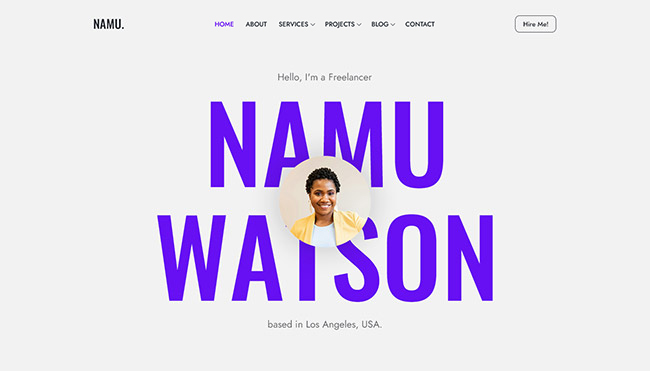 NAMU.
HOME ABOUT SERVICES PROJECTS BLOG CONTACT
Hire Me!
Hello, I'm a Freelancer
NAMU
WATSON
based in Los Angeles, USA.